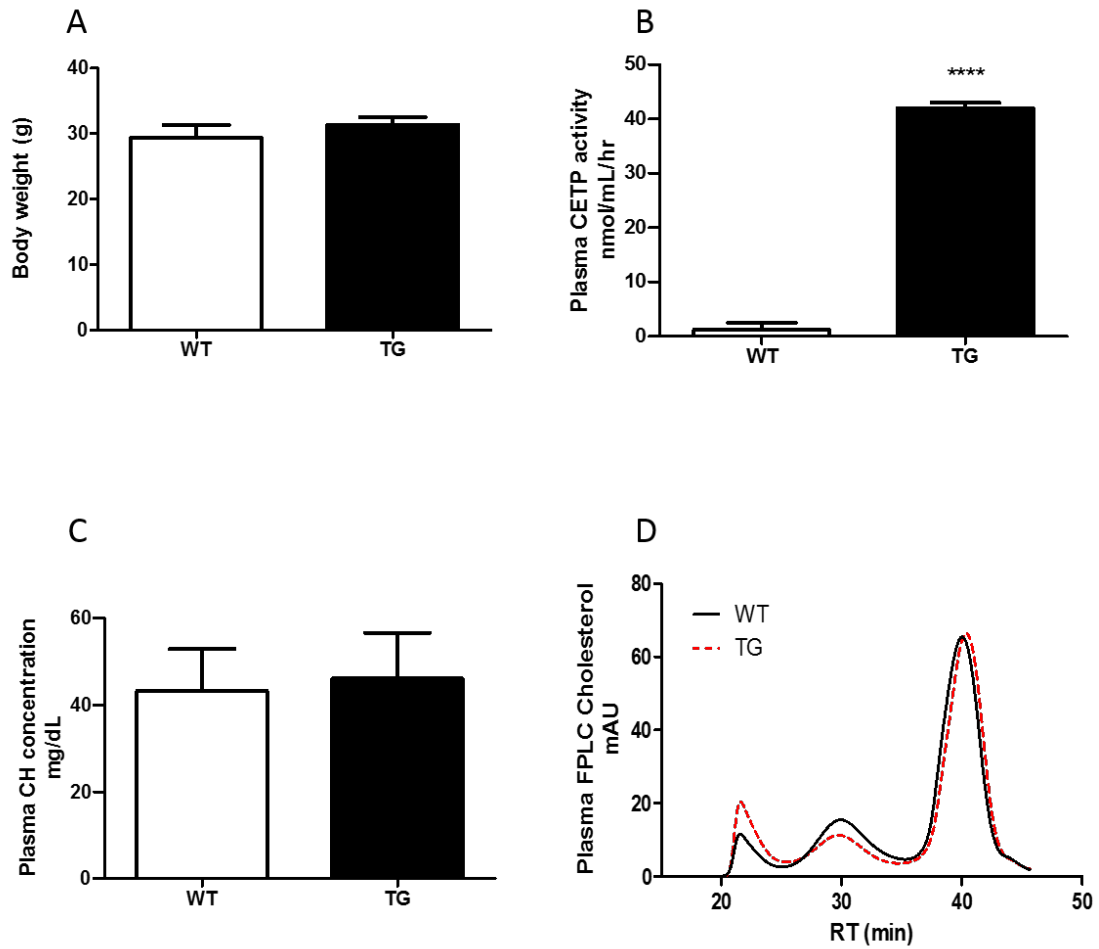 A
Body weight (g)
40
30
20
10
0
WT
TG
B
Plasma CETP activity
nmol/mL/hr
50
40
30
20
10
0
****
WT
TG
C
Plasma CH concentration
mg/dL
60
40
20
0
WT
TG
D
Plasma FPLC Cholesterol
mAU
80
60
40
20
0
WT
TG
20
30
40
50
RT (min)